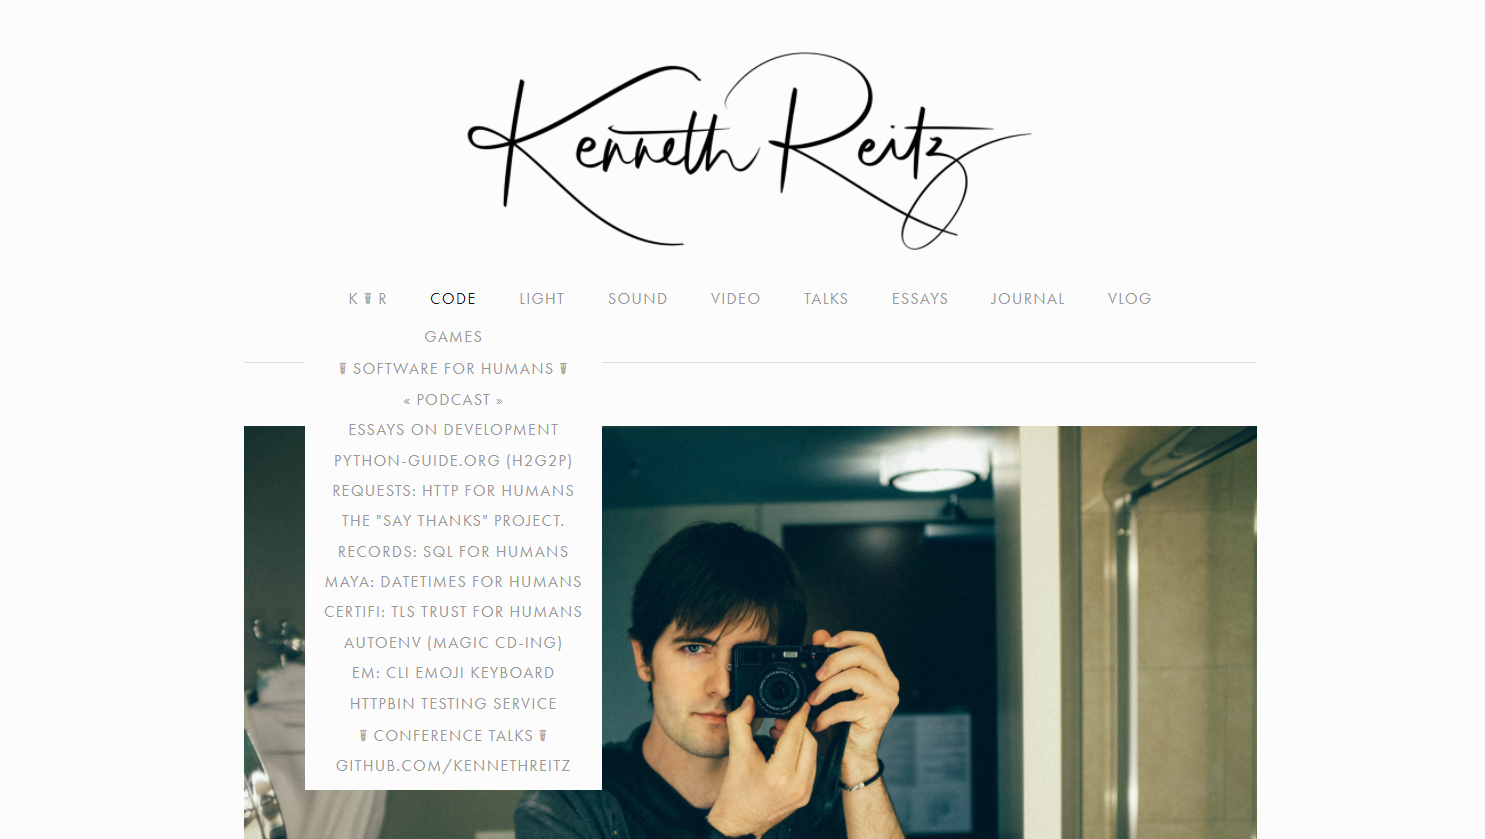 Kenneth Reitz
K ☤ R CODE LIGHT SOUND VIDEO TALKS ESSAYS JOURNAL VLOG
GAMES
☤ SOFTWARE FOR HUMANS ☤
« PODCAST »
ESSAYS ON DEVELOPMENT
PYTHON-GUIDE.ORG (H2G2P)
REQUESTS: HTTP FOR HUMANS
THE "SAY THANKS" PROJECT.
RECORDS: SQL FOR HUMANS
MAYA: DATETIMES FOR HUMANS
CERTIFI: TLS TRUST FOR HUMANS
AUTOENV (MAGIC CD-ING)
EM: CLI EMOJI KEYBOARD
HTTPBIN TESTING SERVICE
☤ CONFERENCE TALKS ☤
GITHUB.COM/KENNETHREITZ